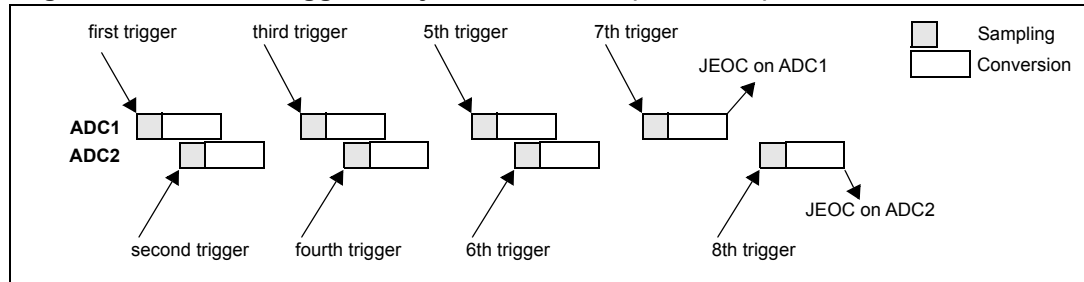 first trigger
third trigger
5th trigger
7th trigger
Sampling
JEOC on ADC1
Conversion
ADC1
ADC2
JEOC on ADC2
second trigger
fourth trigger
6th trigger
8th trigger